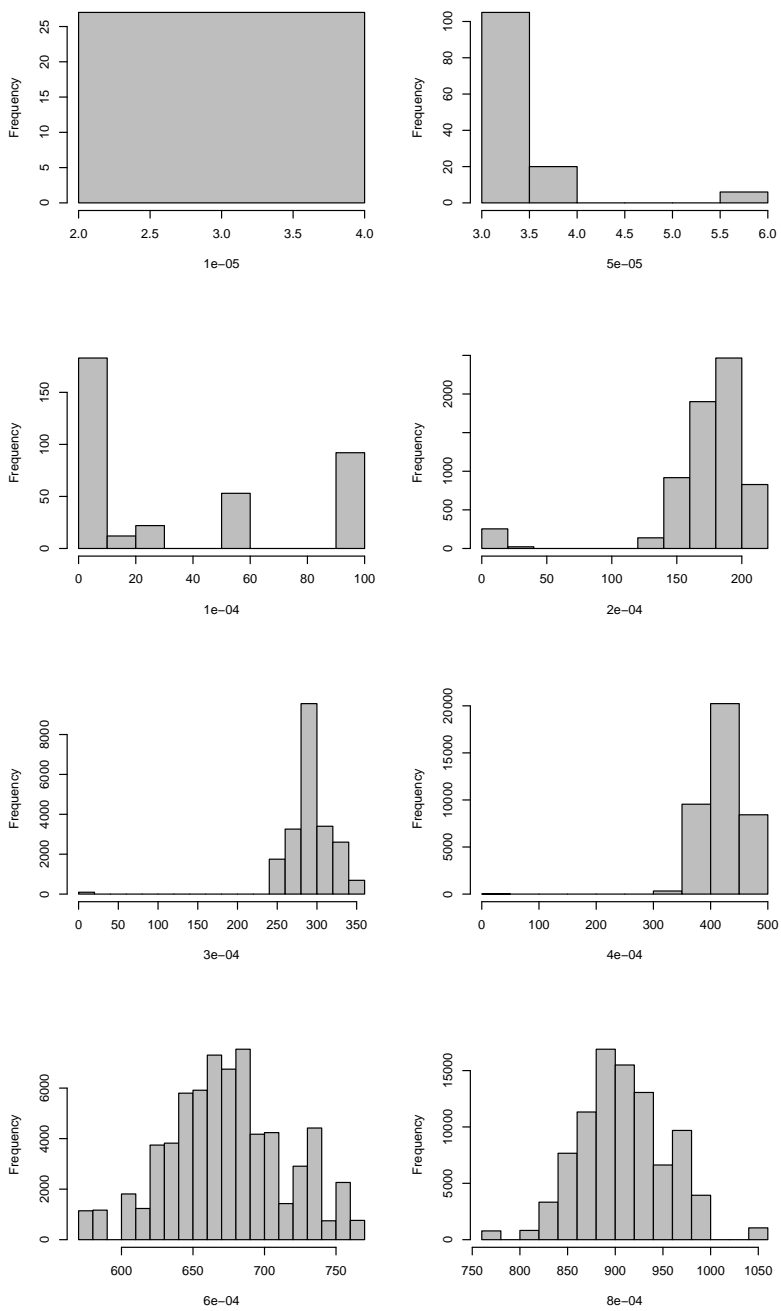 Frequency
0 5 10 15 20 25
2.0 2.5 3.0 3.5 4.0
1e−05
Frequency
0 20 40 60 80 100
3.0 3.5 4.0 4.5 5.0 5.5 6.0
5e−05
Frequency
0 50 100 150
0 20 40 60 80 100
1e−04
Frequency
0 500 1000 2000
0 50 100 150 200
2e−04
Frequency
0 2000 4000 6000 8000
0 50 100 150 200 250 300 350
3e−04
Frequency
0 5000 10000 15000 20000
0 100 200 300 400 500
4e−04
Frequency
0 2000 4000 6000
600 650 700 750
6e−04
Frequency
0 5000 10000 15000
750 800 850 900 950 1000 1050
8e−04